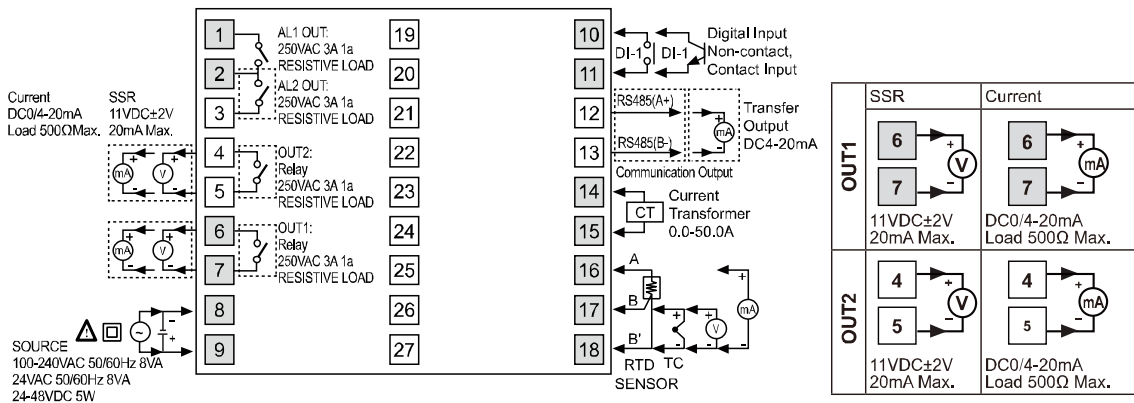 1
AL1 OUT:
250VAC 3A 1a
RESISTIVE LOAD
2
AL2 OUT:
250VAC 3A 1a
RESISTIVE LOAD
3
Current
DC0/4-20mA
Load 500ΩMax.
SSR
11VDC±2V
20mA Max.
mA
+
-
V
+
-
4
OUT2:
Relay
250VAC 3A 1a
RESISTIVE LOAD
5
mA
+
-
V
+
-
6
OUT1:
Relay
250VAC 3A 1a
RESISTIVE LOAD
7
8
-
+
9
SOURCE
100-240VAC 50/60Hz 8VA
24VAC 50/60Hz 8VA
24-48VDC 5W
19
20
21
22
23
24
25
26
27
10
DI-1
DI-1
Digital Input
Non-contact,
Contact Input
11
12
RS485(A+)
+
mA
-
Transfer
Output
DC4-20mA
13
RS485(B-)
Communication Output
14
CT
Current
Transformer
0.0-50.0A
15
16
A
17
B
18
B'
+
-
+
V
-
+
mA
-
RTD TC
SENSOR
SSR
Current
OUT1
6
7
+
V
-
11VDC±2V
20mA Max.
6
7
+
mA
-
DC0/4-20mA
Load 500Ω Max.
OUT2
4
5
+
V
-
11VDC±2V
20mA Max.
4
5
+
mA
-
DC0/4-20mA
Load 500Ω Max.